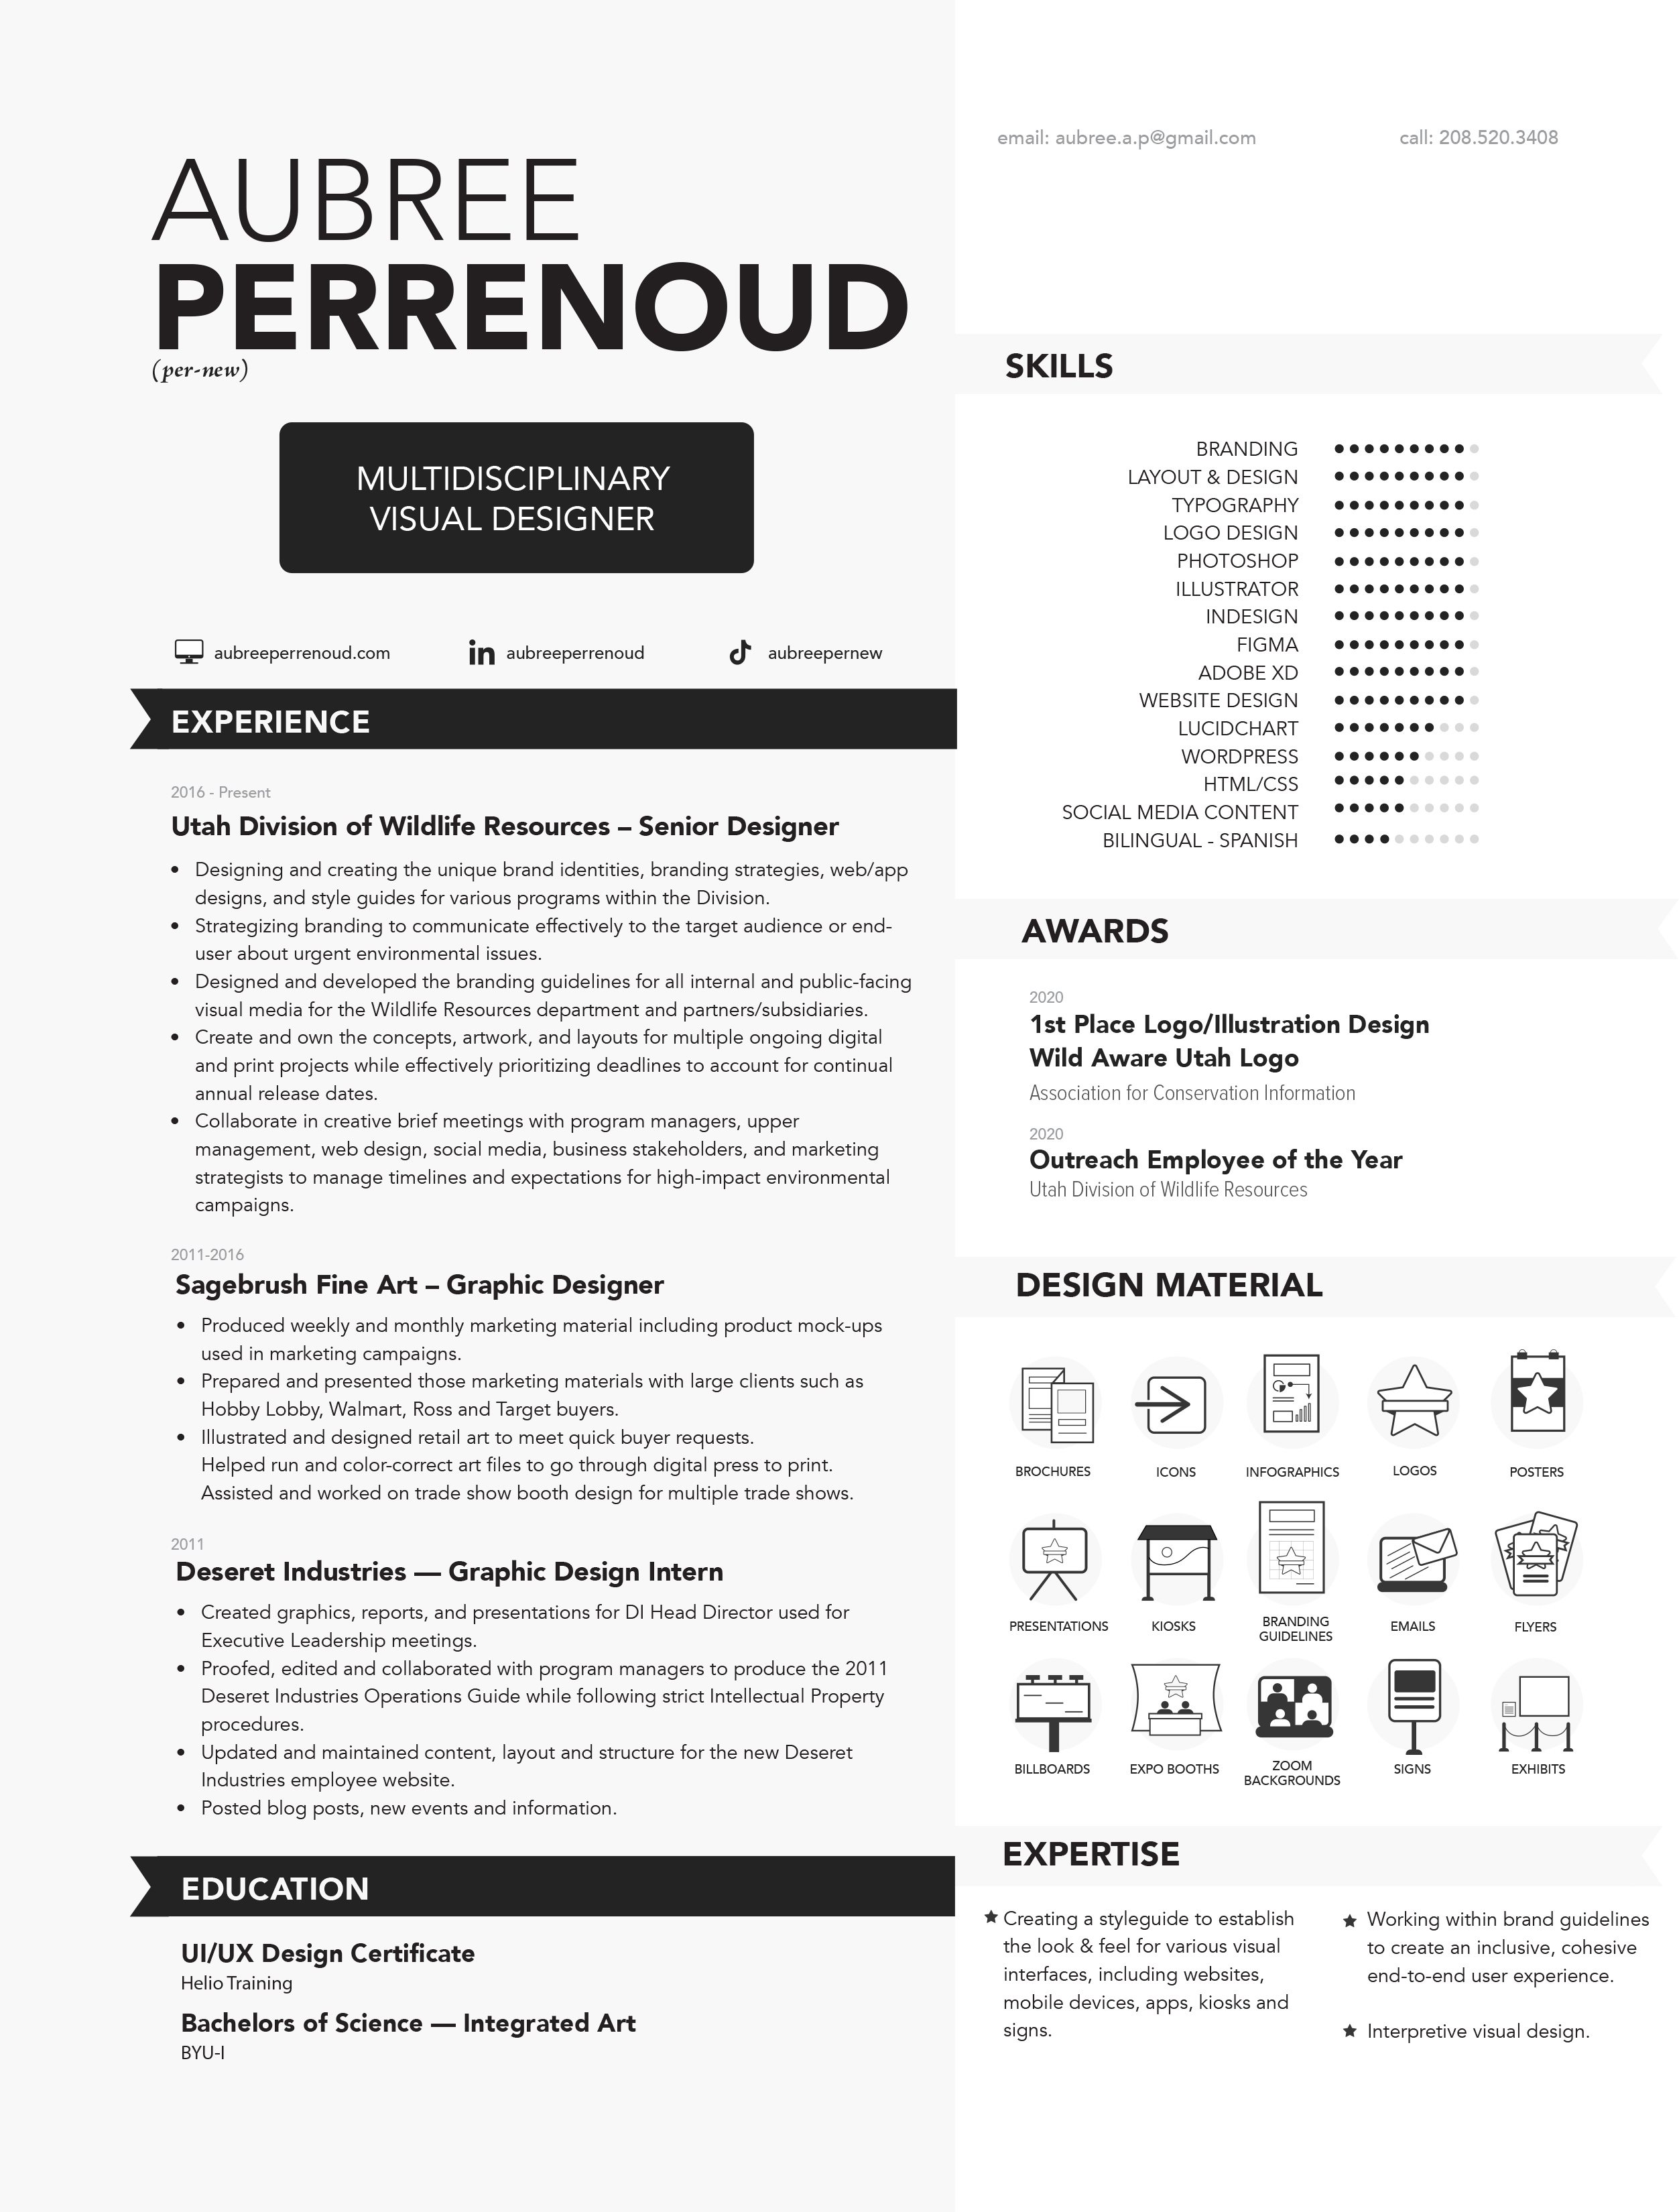 AUBREE
PERRENOUD
(per-new)
MULTIDISCIPLINARY
VISUAL DESIGNER
aubreeperrenoud.com
in aubreeperrenoud
aubreepernew
EXPERIENCE
2016 - Present
Utah Division of Wildlife Resources – Senior Designer
• Designing and creating the unique brand identities, branding strategies, web/app
designs, and style guides for various programs within the Division.
• Strategizing branding to communicate effectively to the target audience or end-
user about urgent environmental issues.
• Designed and developed the branding guidelines for all internal and public-facing
visual media for the Wildlife Resources department and partners/subsidiaries.
• Create and own the concepts, artwork, and layouts for multiple ongoing digital
and print projects while effectively prioritizing deadlines to account for continual
annual release dates.
• Collaborate in creative brief meetings with program managers, upper
management, web design, social media, business stakeholders, and marketing
strategists to manage timelines and expectations for high-impact environmental
campaigns.
2011-2016
Sagebrush Fine Art – Graphic Designer
• Produced weekly and monthly marketing material including product mock-ups
used in marketing campaigns.
• Prepared and presented those marketing materials with large clients such as
Hobby Lobby, Walmart, Ross and Target buyers.
• Illustrated and designed retail art to meet quick buyer requests.
Helped run and color-correct art files to go through digital press to print.
Assisted and worked on trade show booth design for multiple trade shows.
2011
Deseret Industries — Graphic Design Intern
• Created graphics, reports, and presentations for DI Head Director used for
Executive Leadership meetings.
• Proofed, edited and collaborated with program managers to produce the 2011
Deseret Industries Operations Guide while following strict Intellectual Property
procedures.
• Updated and maintained content, layout and structure for the new Deseret
Industries employee website.
• Posted blog posts, new events and information.
EDUCATION
UI/UX Design Certificate
Helio Training
Bachelors of Science — Integrated Art
BYU-I
email: aubree.a.p@gmail.com
call: 208.520.3408
SKILLS
BRANDING
LAYOUT & DESIGN
TYPOGRAPHY
LOGO DESIGN
PHOTOSHOP
ILLUSTRATOR
INDESIGN
FIGMA
ADOBE XD
WEBSITE DESIGN
LUCIDCHART
WORDPRESS
HTML/CSS
SOCIAL MEDIA CONTENT
BILINGUAL - SPANISH
AWARDS
2020
1st Place Logo/Illustration Design
Wild Aware Utah Logo
Association for Conservation Information
2020
Outreach Employee of the Year
Utah Division of Wildlife Resources
DESIGN MATERIAL
BROCHURES
ICONS
INFOGRAPHICS
LOGOS
POSTERS
PRESENTATIONS
KIOSKS
BRANDING
GUIDELINES
EMAILS
FLYERS
BILLBOARDS
EXPO BOOTHS
ZOOM
BACKGROUNDS
SIGNS
EXHIBITS
EXPERTISE
Creating a styleguide to establish
the look & feel for various visual
interfaces, including websites,
mobile devices, apps, kiosks and
signs.
Working within brand guidelines
to create an inclusive, cohesive
end-to-end user experience.
Interpretive visual design.